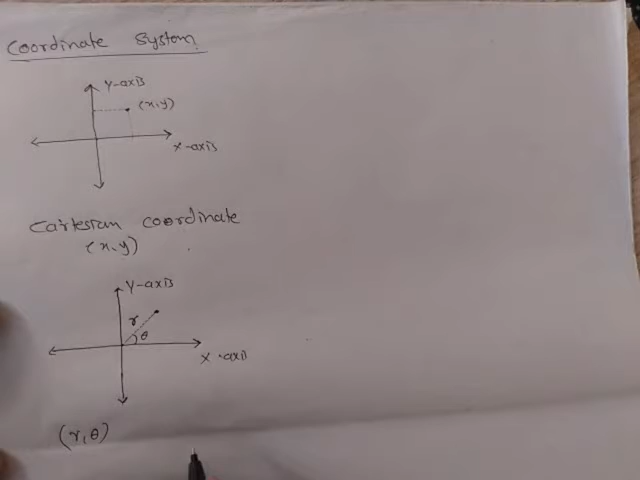 Coordinate System
Y-axis
(x,y)
X-axis
Cartesian coordinate
(x,y)
Y-axis
r
θ
X-axis
(r,θ)